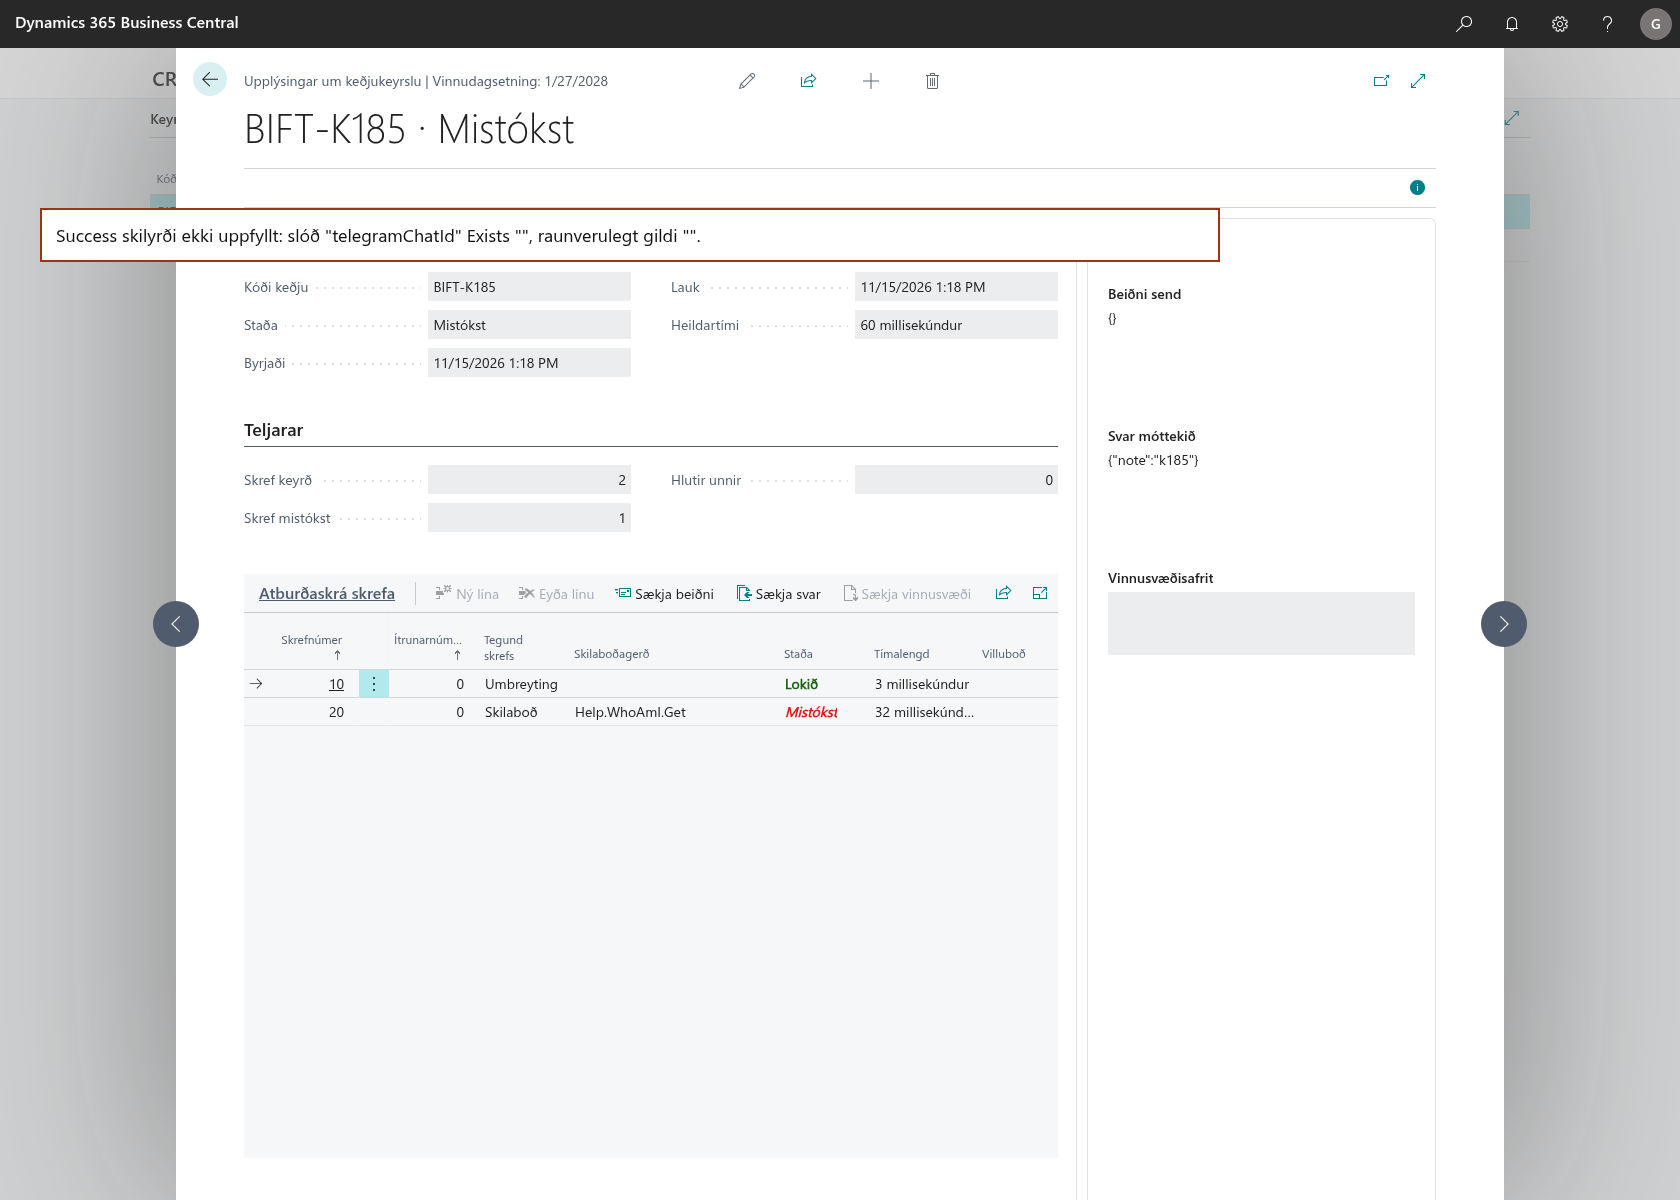 Dynamics 365 Business Central
G
CR
Upplýsingar um keðjukeyrslu | Vinnudagsetning: 1/27/2028
Keyr
BIFT-K185 · Mistókst
Kóð
Success skilyrði ekki uppfyllt: slóð "telegramChatId" Exists "", raunverulegt gildi "".
Kóði keðju BIFT-K185 Lauk 11/15/2026 1:18 PM
Staða Mistókst Heildartími 60 millisekúndur
Byrjaði 11/15/2026 1:18 PM
Beiðni send
{}
Teljarar
Skref keyrð 2 Hlutir unnir 0
Skref mistókst 1
Svar móttekið
{"note":"k185"}
Vinnusvæðisafrit
Atburðaskrá skrefa Ný lína Eyða línu Sækja beiðni Sækja svar Sækja vinnusvæði
Skrefnúmer ↑ Ítrunarnúm... ↑ Tegund skrefs Skilaboðagerð Staða Tímalengd Villuboð
10 0 Umbreyting Lokið 3 millisekúndur
20 0 Skilaboð Help.WhoAmI.Get Mistókst 32 millisekúnd...